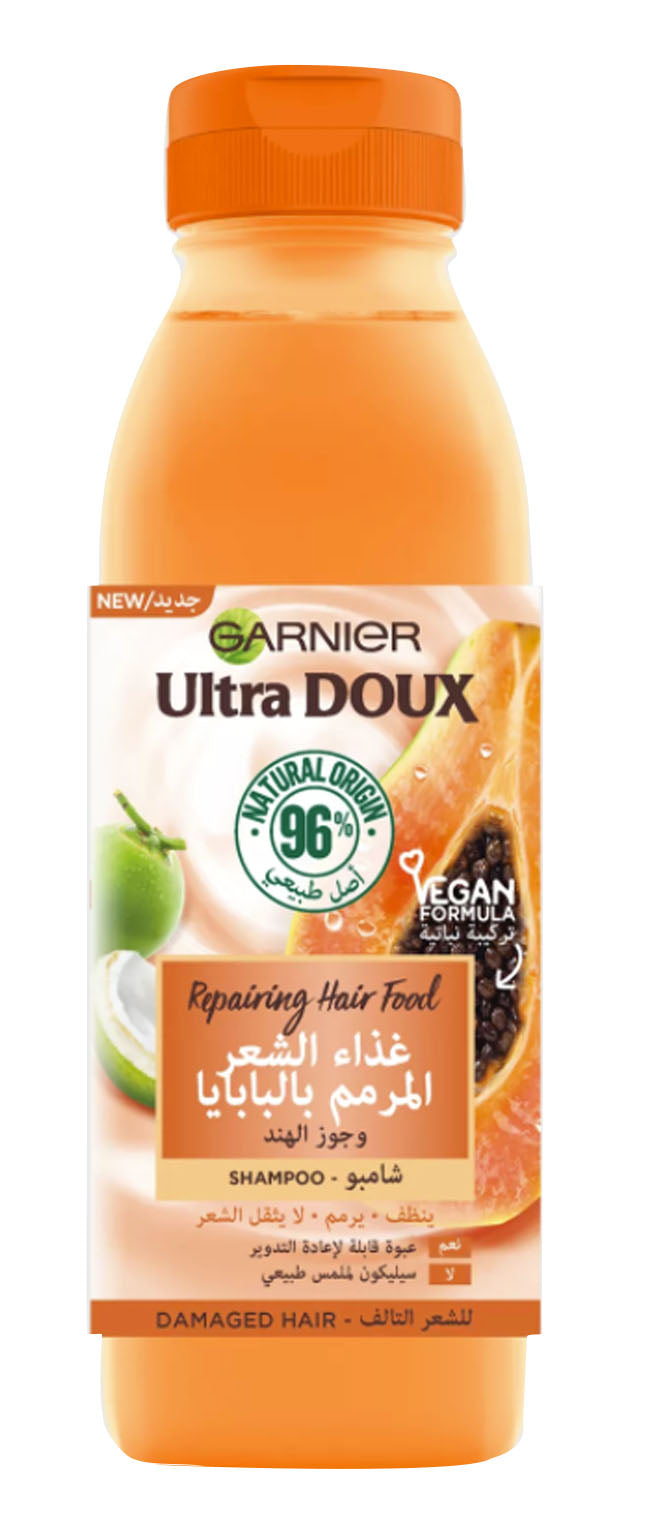 NEW/جديد
GARNIER
Ultra DOUX
NATURAL ORIGIN
96%
أصل طبيعي
VEGAN
FORMULA
تركيبة نباتية
Repairing Hair Food
غذاء الشعر
المرمم بالبابايا
وجوز الهند
SHAMPOO - شامبو
ينظف • يرمم • لا يثقل الشعر
نعم عبوة قابلة لإعادة التدوير
لا سيليكون لملمس طبيعي
DAMAGED HAIR - للشعر التالف